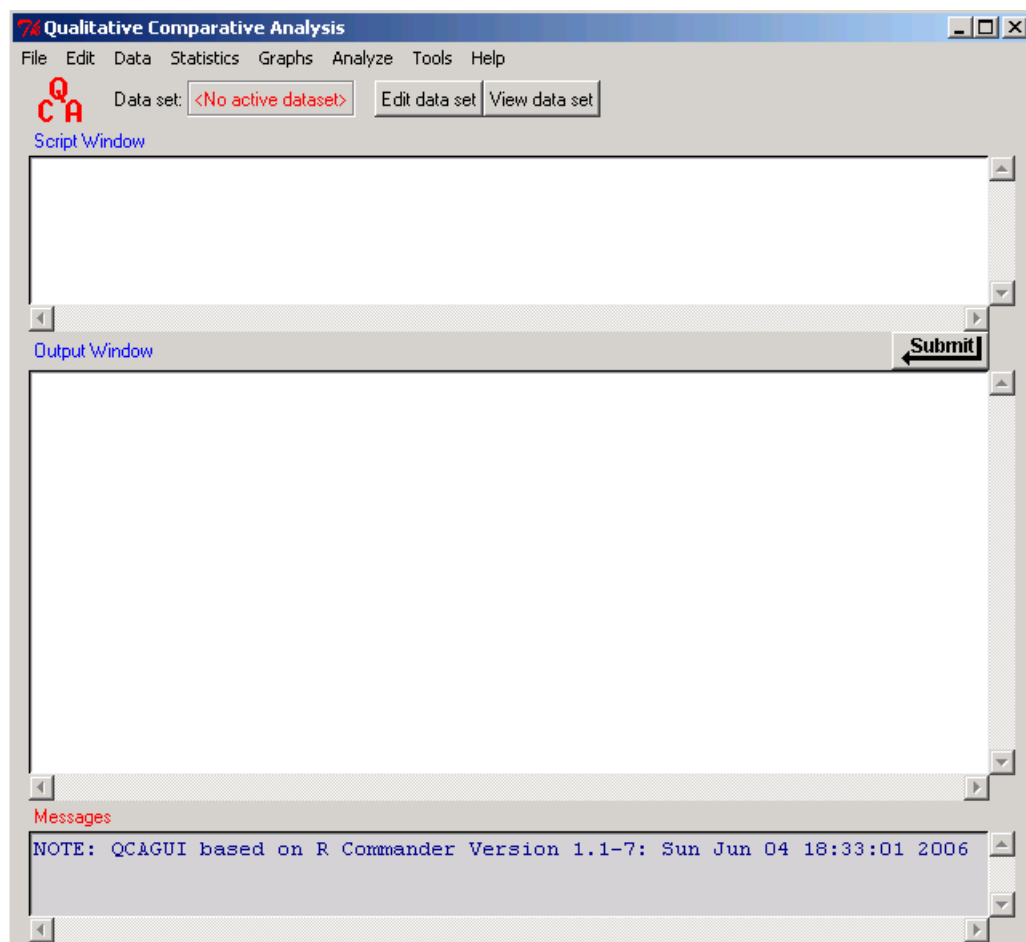 Qualitative Comparative Analysis
File Edit Data Statistics Graphs Analyze Tools Help
QCA Data set: <No active dataset> Edit data set View data set
Script Window
Output Window Submit
Messages
NOTE: QCAGUI based on R Commander Version 1.1-7: Sun Jun 04 18:33:01 2006